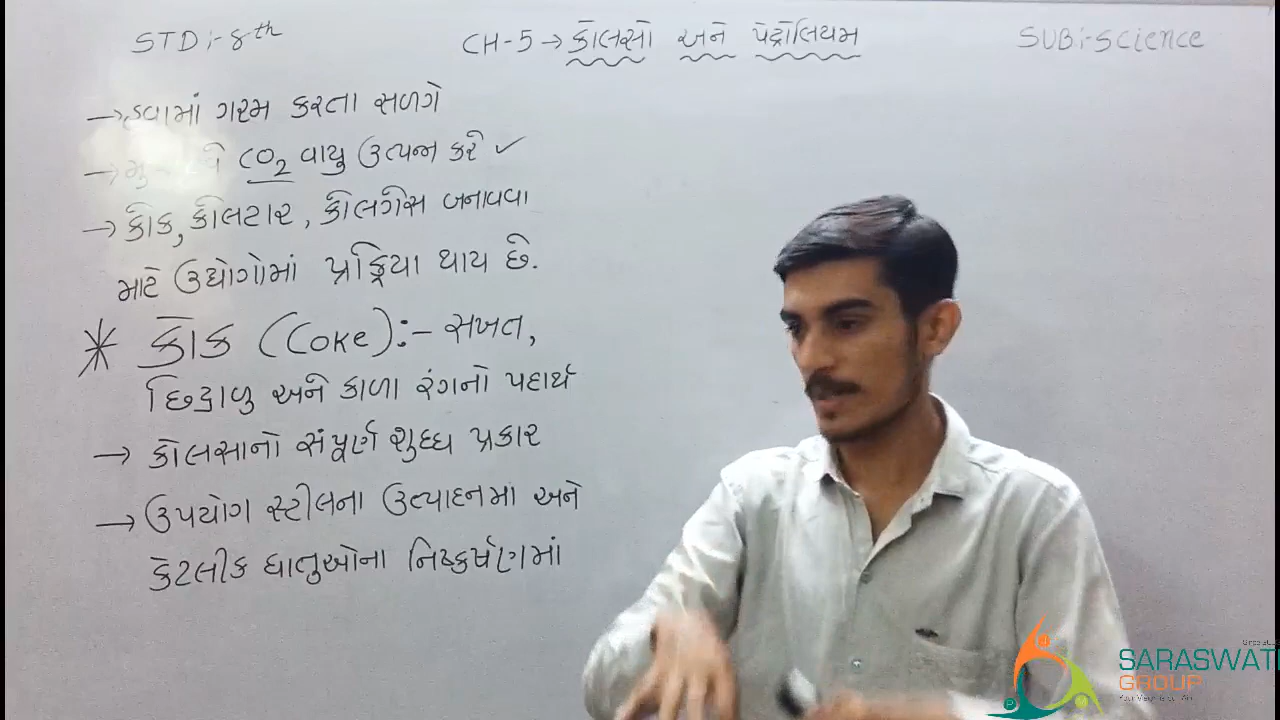 STD:- 8th
CH-5 → કોલસો અને પેટ્રોલિયમ
SUB:- Science
→ હવામાં ગરમ કરતા સળગે
→ CO2 વાયુ ઉત્પન્ન કરે ✓
→ કોક, કોલટાર, કોલગેસ બનાવવા
માટે ઉદ્યોગોમાં પ્રક્રિયા થાય છે.
* કોક (Coke):- સખત,
છિદ્રાળુ અને કાળા રંગનો પદાર્થ
→ કોલસાનો સંપૂર્ણ શુધ્ધ પ્રકાર
→ ઉપયોગ સ્ટીલના ઉત્પાદનમાં અને
કેટલીક ધાતુઓના નિષ્કર્ષણમાં
SARASWATI
GROUP